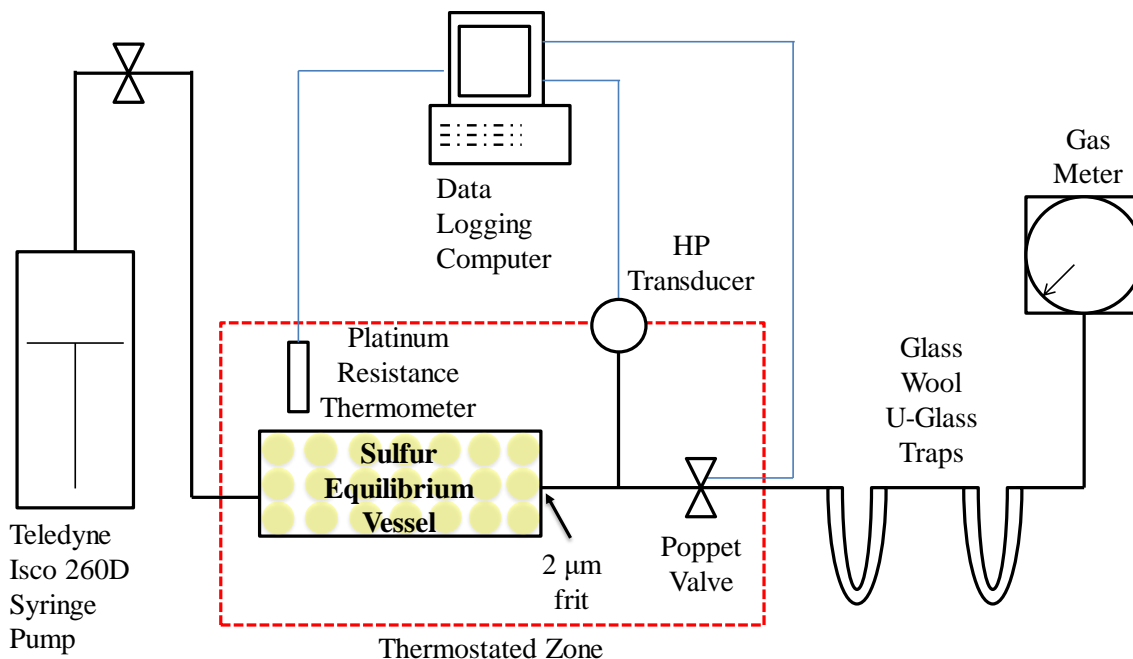 Data
Logging
Computer
Gas
Meter
HP
Transducer
Platinum
Resistance
Thermometer
Glass
Wool
U-Glass
Traps
Sulfur
Equilibrium
Vessel
Teledyne
Isco 260D
Syringe
Pump
2 μm
frit
Poppet
Valve
Thermostated Zone